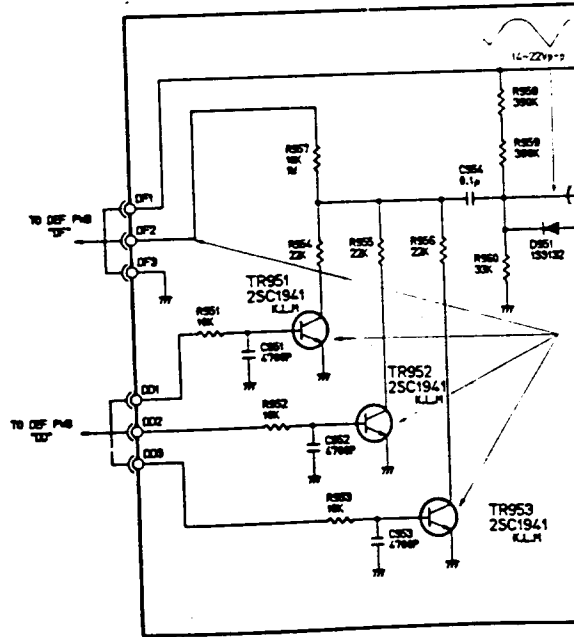 14-22Vp-p
R958
390K
R959
390K
R957
10K
1W
C954
0.1μ
DF1
TO DEF PWB
"DF"
DF2
DF3
R954
22K
R955
22K
R956
22K
D951
1SS132
R960
33K
TR951
2SC1941
K,L,M
R951
10K
C951
4700P
DD1
TR952
2SC1941
K,L,M
TO DEF PWB
"DD"
DD2
R952
10K
C952
4700P
DD3
R953
10K
TR953
2SC1941
K,L,M
C953
4700P